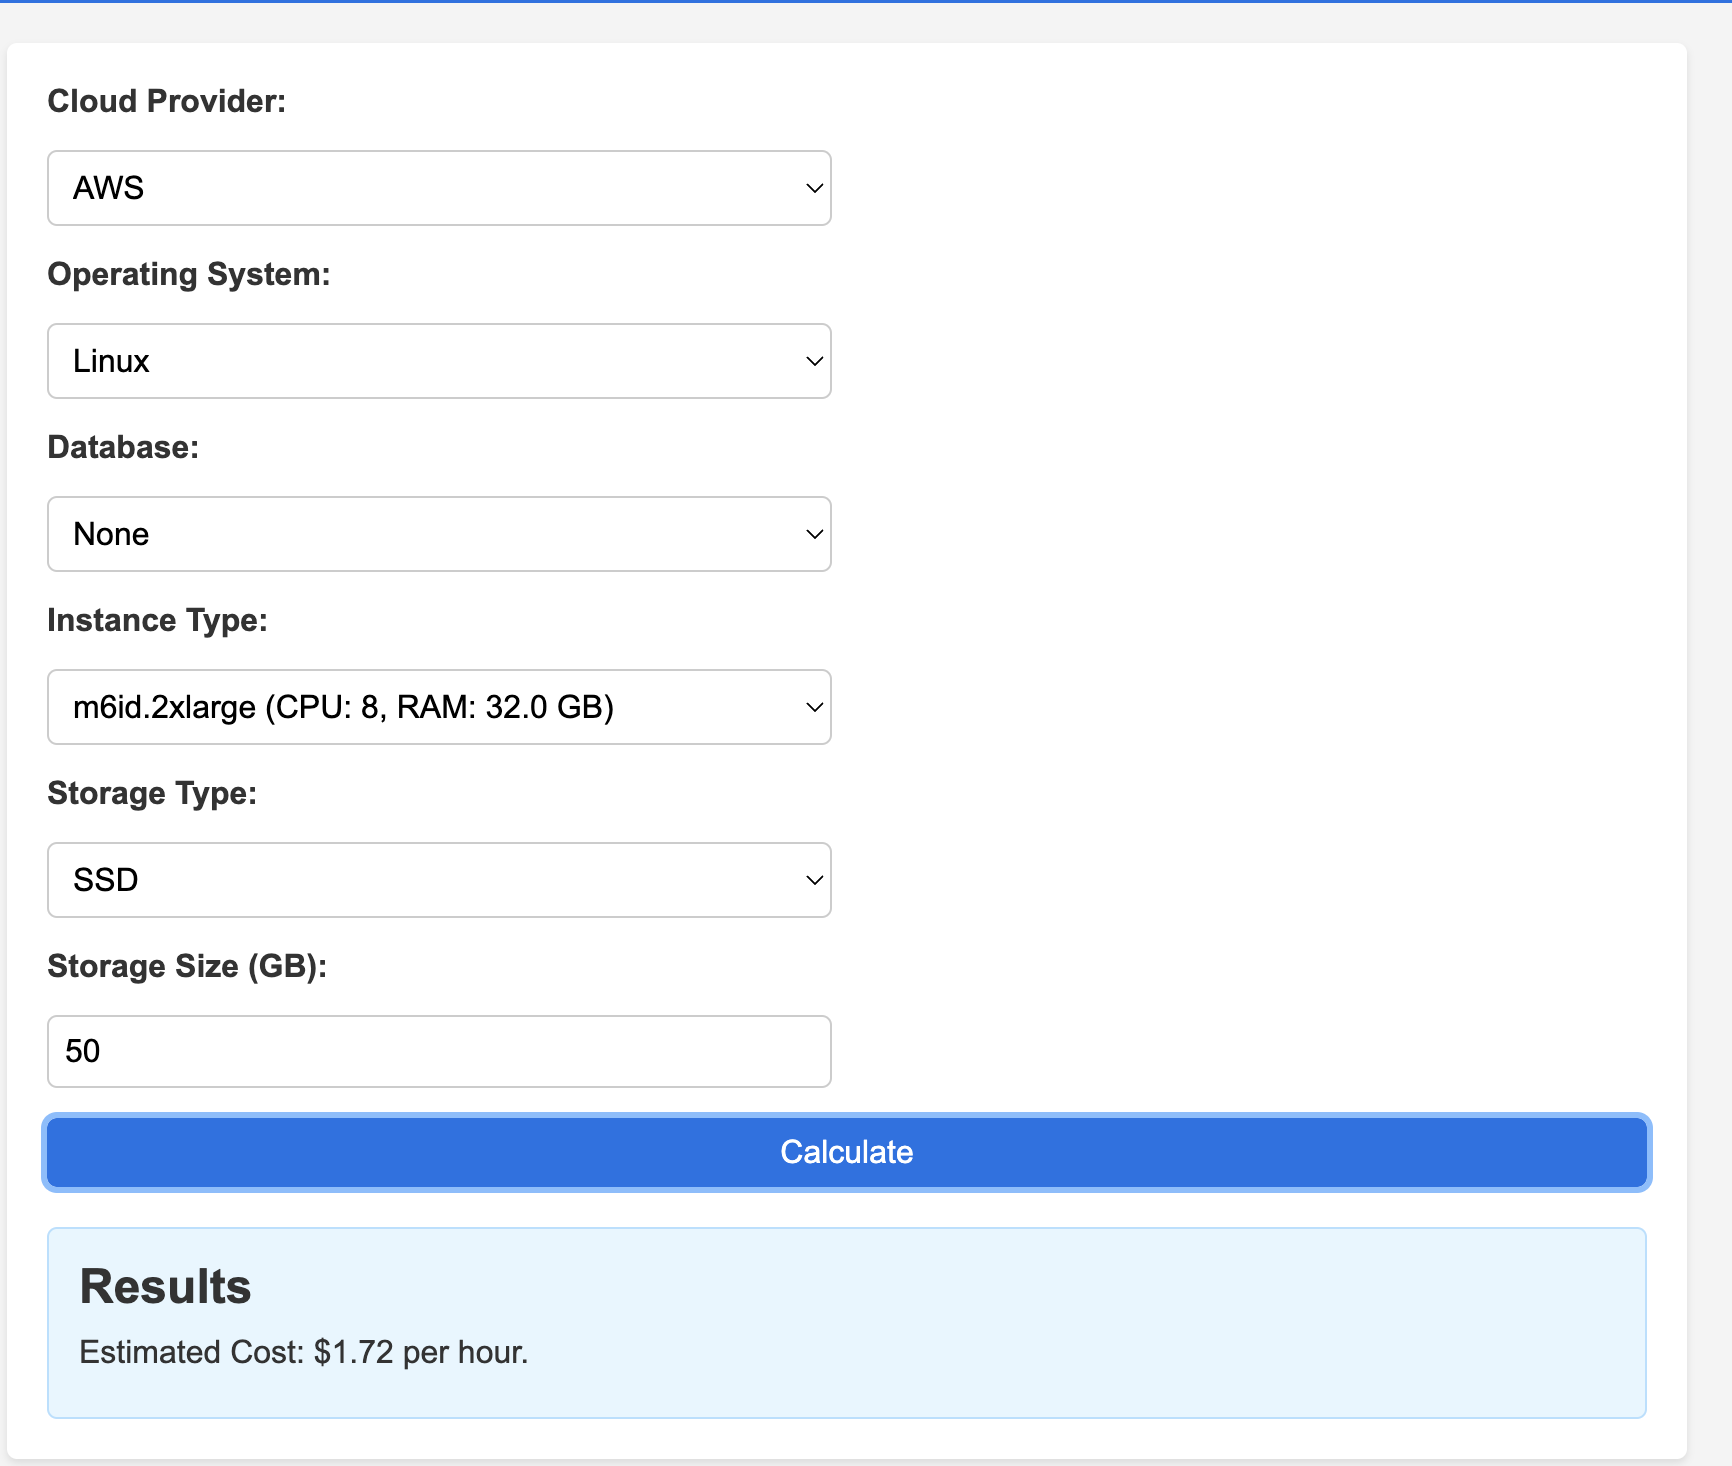 Cloud Provider:
AWS
Operating System:
Linux
Database:
None
Instance Type:
m6id.2xlarge (CPU: 8, RAM: 32.0 GB)
Storage Type:
SSD
Storage Size (GB):
50
Calculate
Results
Estimated Cost: $1.72 per hour.